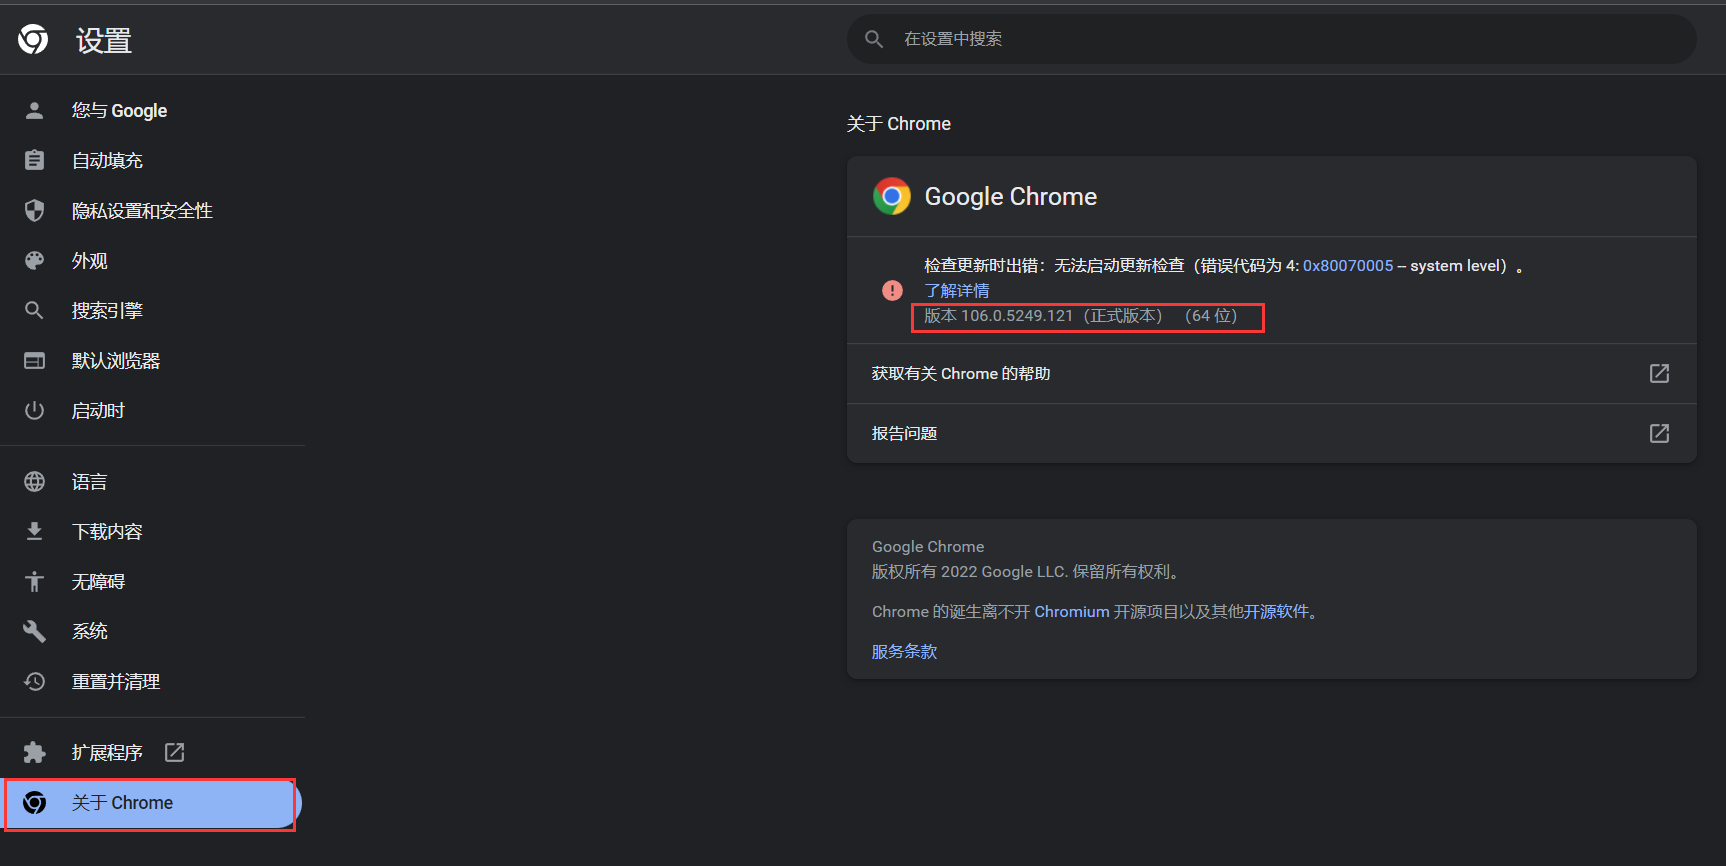 设置
在设置中搜索
您与 Google
自动填充
隐私设置和安全性
外观
搜索引擎
默认浏览器
启动时
语言
下载内容
无障碍
系统
重置并清理
扩展程序
关于 Chrome
关于 Chrome
Google Chrome
检查更新时出错：无法启动更新检查（错误代码为 4: 0x80070005 -- system level）。
了解详情
版本 106.0.5249.121（正式版本） （64 位）
获取有关 Chrome 的帮助
报告问题
Google Chrome
版权所有 2022 Google LLC. 保留所有权利。
Chrome 的诞生离不开 Chromium 开源项目以及其他开源软件。
服务条款